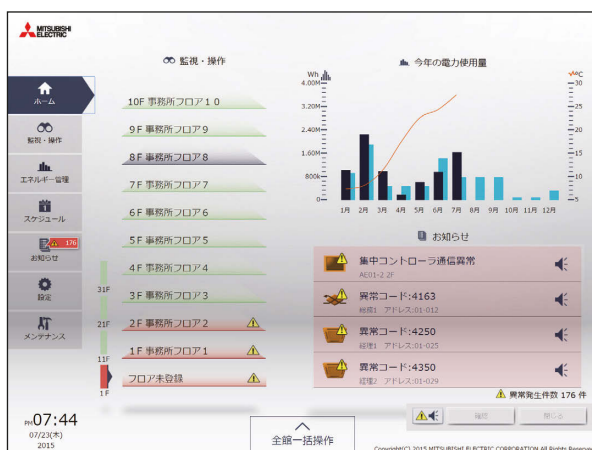 MITSUBISHI
ELECTRIC
ホーム
監視・操作
エネルギー管理
スケジュール
176
お知らせ
設定
メンテナンス
PM07:44
07/23(木)
2015
監視・操作
10F 事務所フロア10
9F 事務所フロア9
8F 事務所フロア8
7F 事務所フロア7
6F 事務所フロア6
5F 事務所フロア5
4F 事務所フロア4
3F 事務所フロア3
2F 事務所フロア2
1F 事務所フロア1
フロア未登録
31F
21F
11F
1F
全館一括操作
今年の電力使用量
Wh
℃
4.00M
3.20M
2.40M
1.60M
800k
0
30
25
20
15
10
5
1月 2月 3月 4月 5月 6月 7月 8月 9月 10月 11月 12月
お知らせ
集中コントローラ通信異常
AE01-2 2F
異常コード:4163
総務1 アドレス:01-012
異常コード:4250
経理1 アドレス:01-025
異常コード:4350
経理2 アドレス:01-029
異常発生件数 176 件
確認
閉じる
Copyright(C) 2015 MITSUBISHI ELECTRIC CORPORATION All Rights Reserved